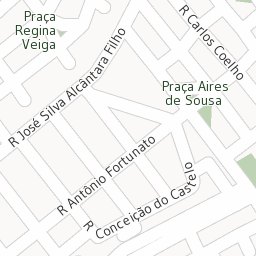 Praça
Regina
Veiga
R Carlos Coelho
R José Silva Alcântara Filho
Praça Aires
de Sousa
R Antônio Fortunato
R Conceição do Castelo